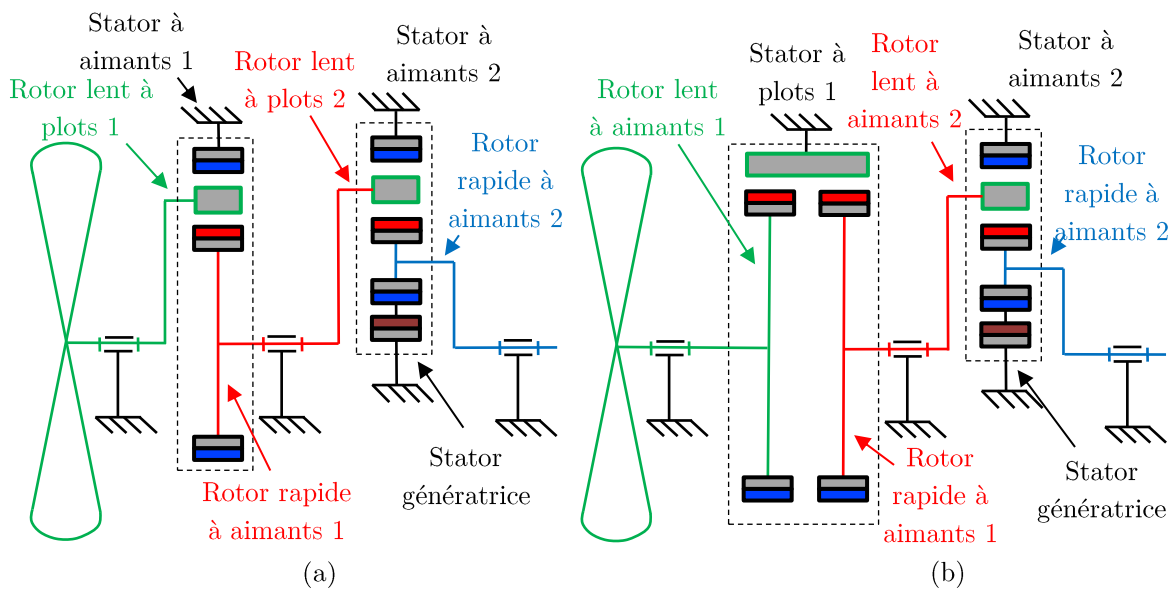 Stator à
aimants 1
Rotor lent à
plots 1
Rotor lent
à plots 2
Stator à
aimants 2
Rotor
rapide à
aimants 2
Rotor rapide
à aimants 1
Stator
génératrice
(a)
Rotor lent
à aimants 1
Stator à
plots 1
Rotor
lent à
aimants 2
Stator à
aimants 2
Rotor
rapide à
aimants 2
Rotor
rapide à
aimants 1
Stator
génératrice
(b)